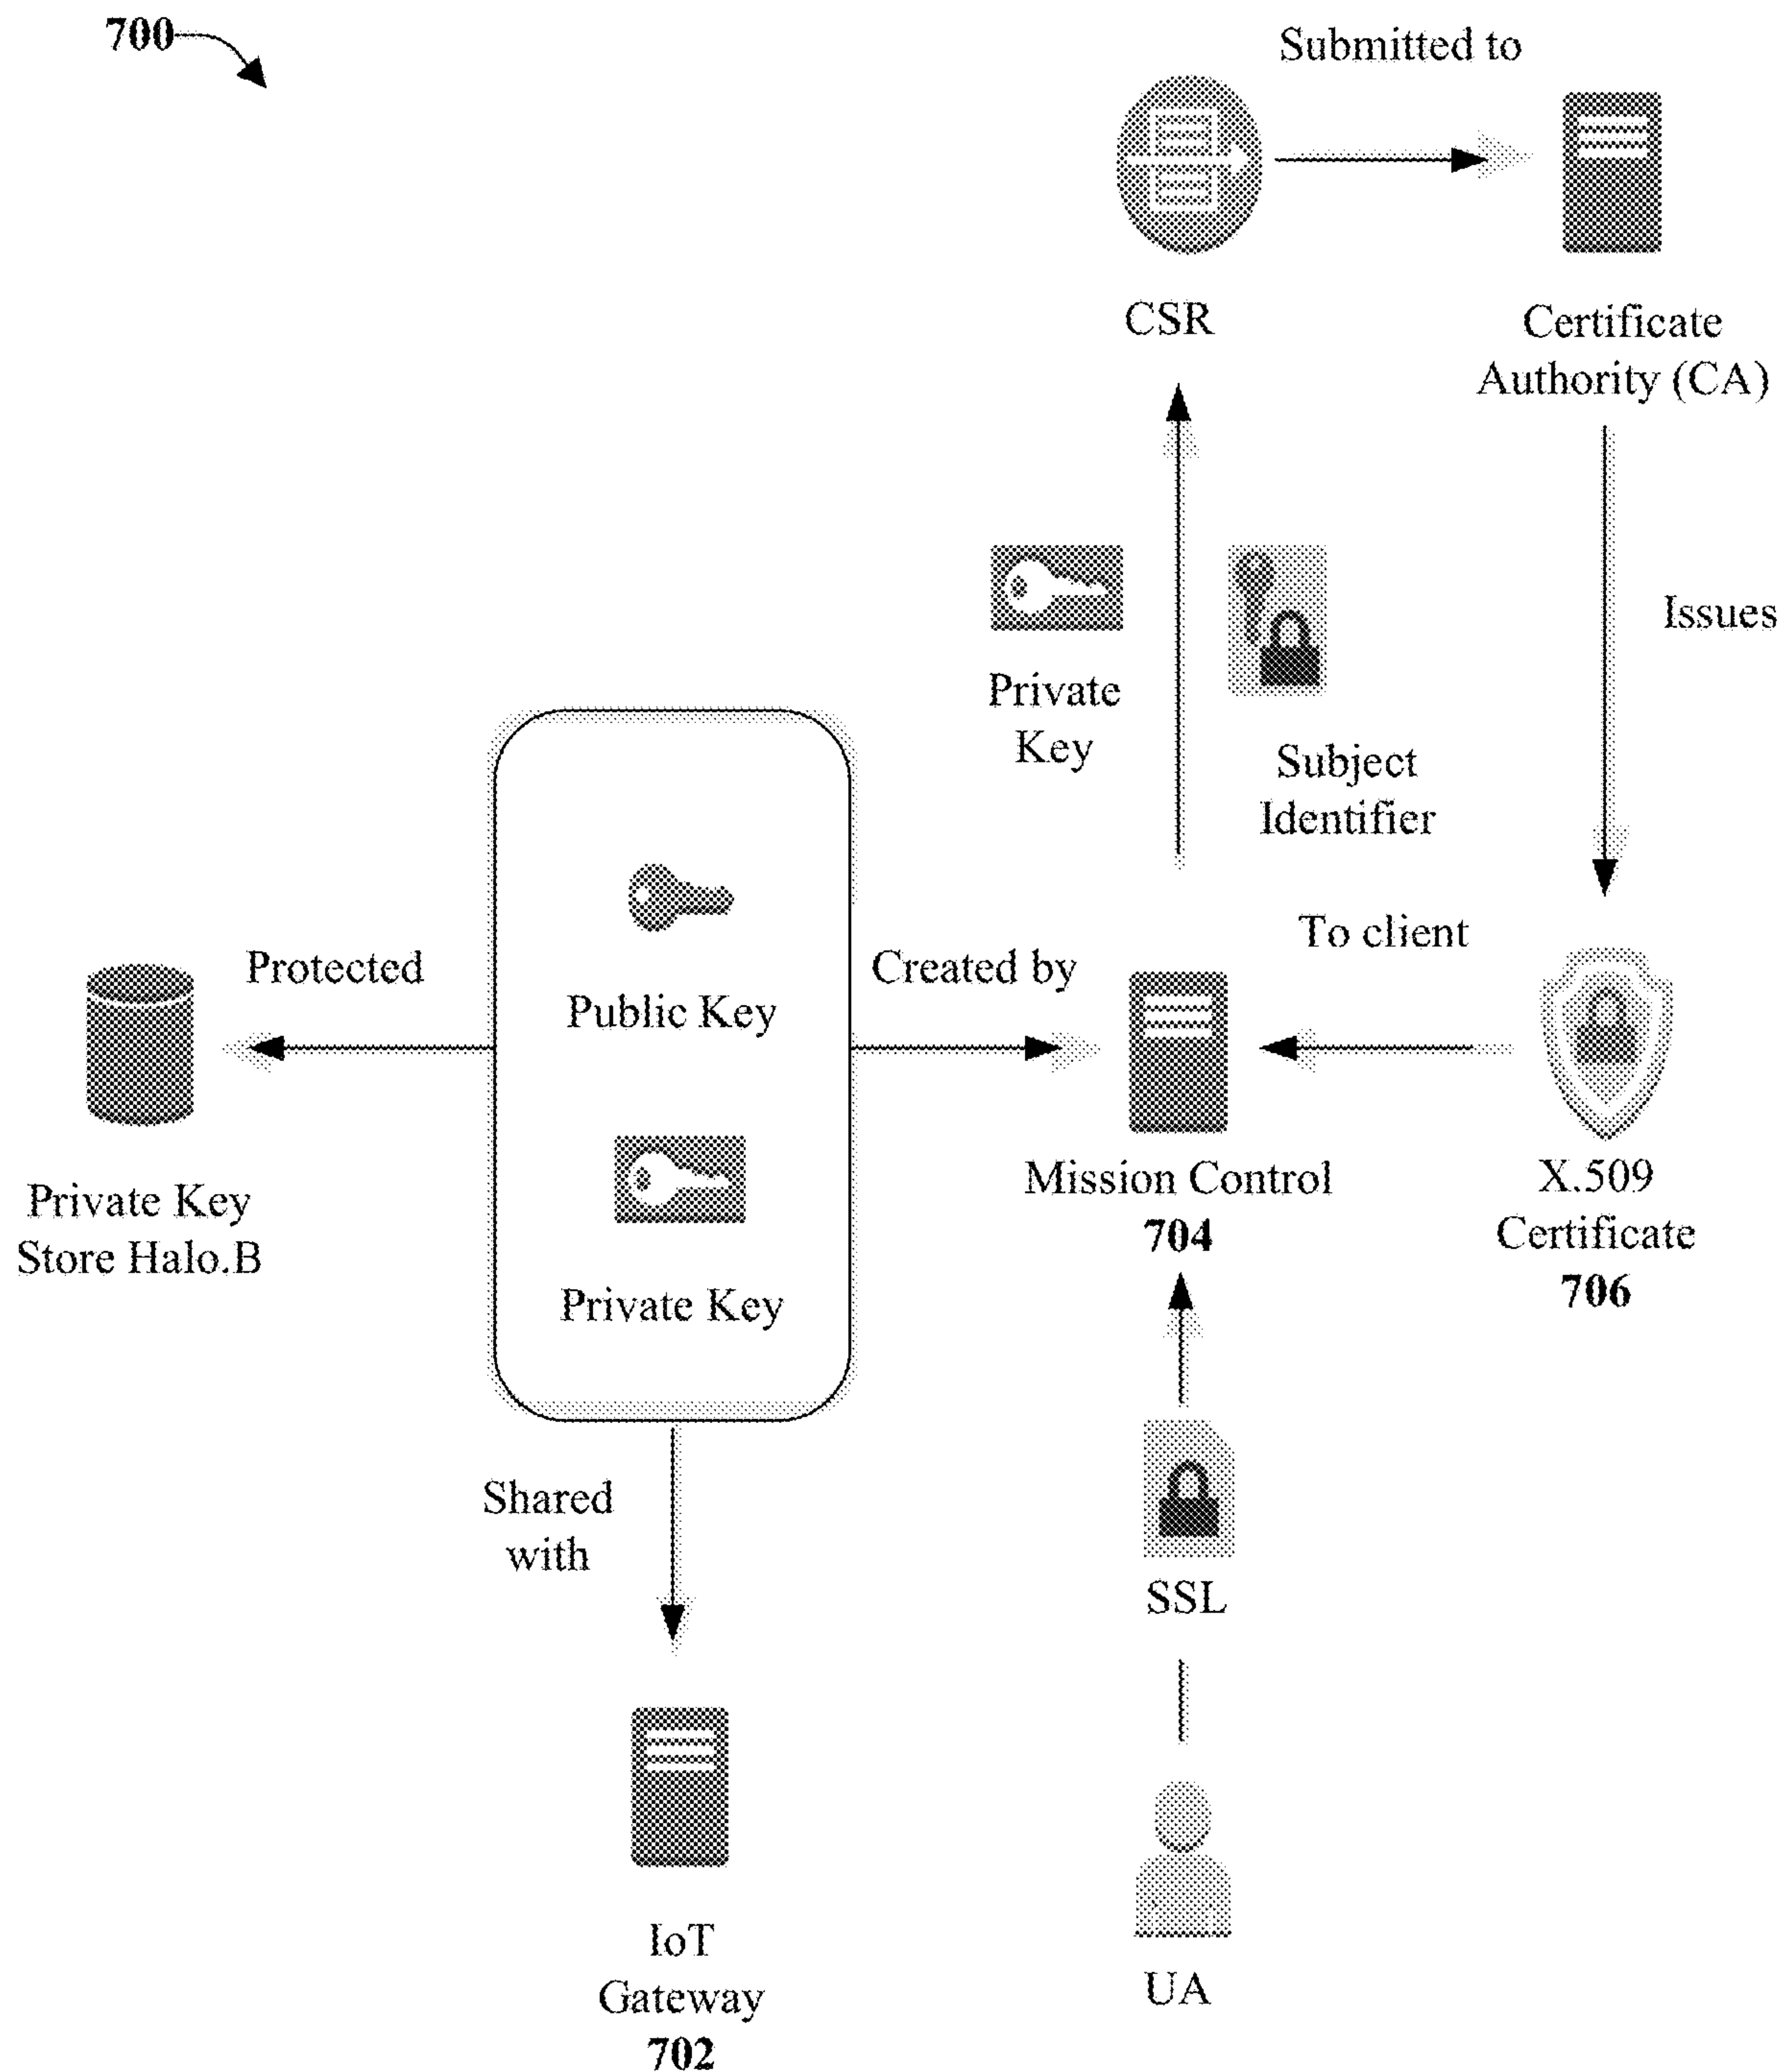 700
Submitted to
CSR
Certificate
Authority (CA)
Issues
Private
Key
Subject
Identifier
To client
Protected
Public Key
Created by
Private Key
Store Halo.B
Private Key
Mission Control
704
X.509
Certificate
706
Shared
with
SSL
IoT
Gateway
702
UA